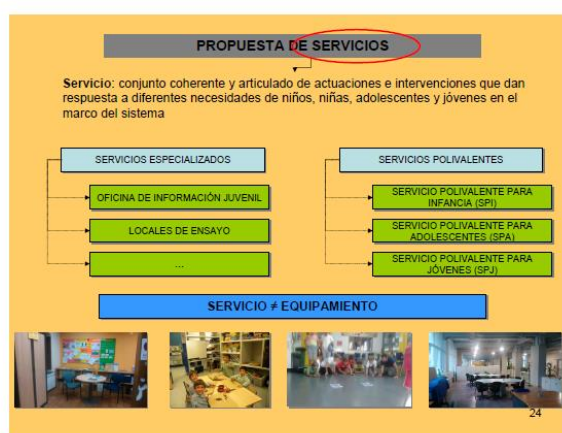 PROPUESTA DE SERVICIOS
Servicio: conjunto coherente y articulado de actuaciones e intervenciones que dan
respuesta a diferentes necesidades de niños, niñas, adolescentes y jóvenes en el
marco del sistema
SERVICIOS ESPECIALIZADOS
OFICINA DE INFORMACIÓN JUVENIL
LOCALES DE ENSAYO
...
SERVICIOS POLIVALENTES
SERVICIO POLIVALENTE PARA
INFANCIA (SPI)
SERVICIO POLIVALENTE PARA
ADOLESCENTES (SPA)
SERVICIO POLIVALENTE PARA
JÓVENES (SPJ)
SERVICIO ≠ EQUIPAMIENTO
24